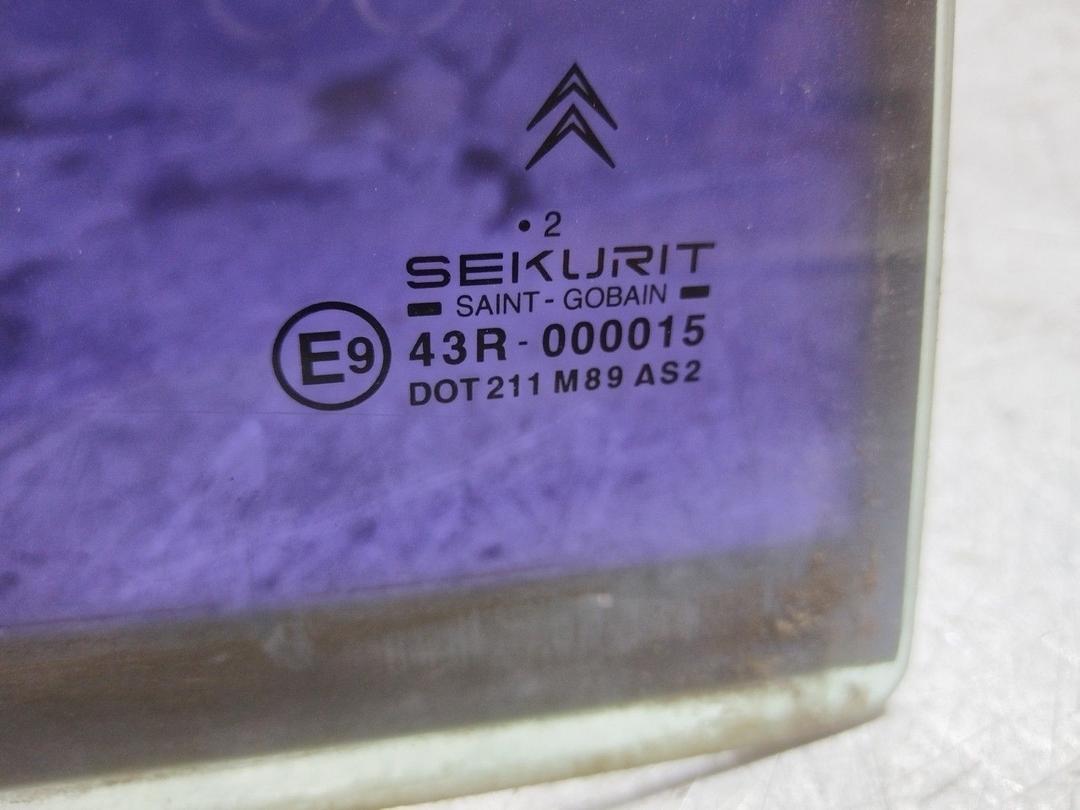 • 2
SEKURIT
SAINT-GOBAIN
E9 43R-000015
DOT 211 M89 AS2